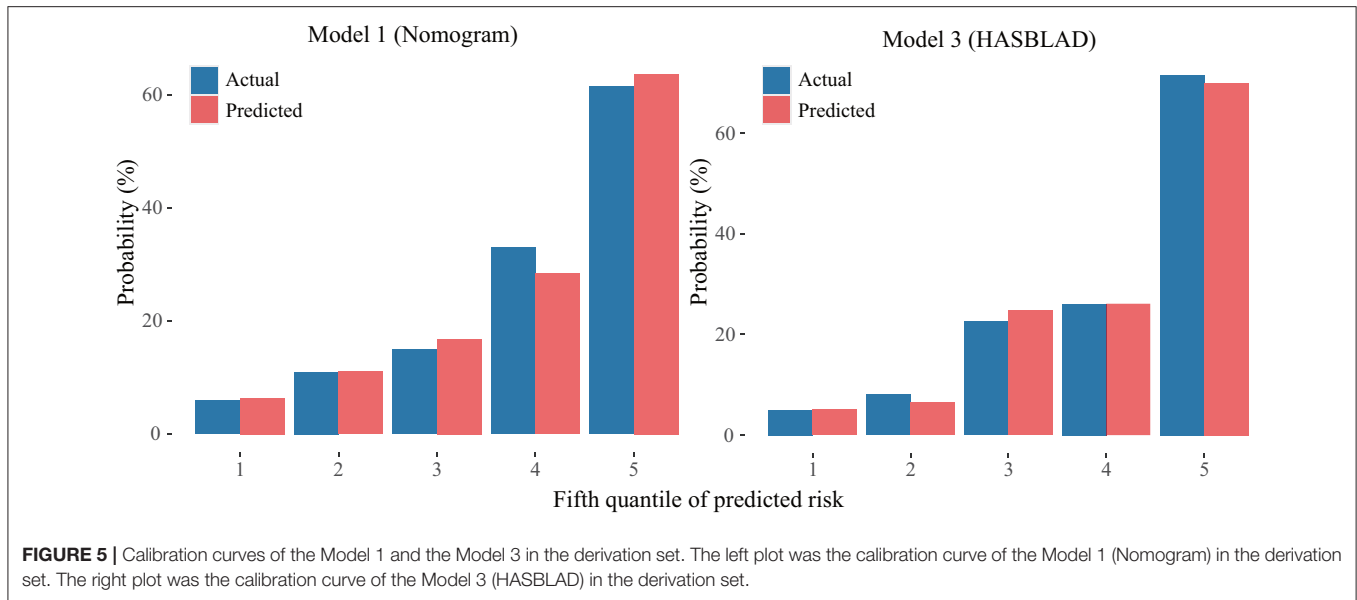 Model 1 (Nomogram)
Actual
Predicted
Probability (%)
60
40
20
0
1 2 3 4 5
Model 3 (HASBLAD)
Actual
Predicted
Probability (%)
60
40
20
0
1 2 3 4 5
Fifth quantile of predicted risk
FIGURE 5 | Calibration curves of the Model 1 and the Model 3 in the derivation set. The left plot was the calibration curve of the Model 1 (Nomogram) in the derivation
set. The right plot was the calibration curve of the Model 3 (HASBLAD) in the derivation set.